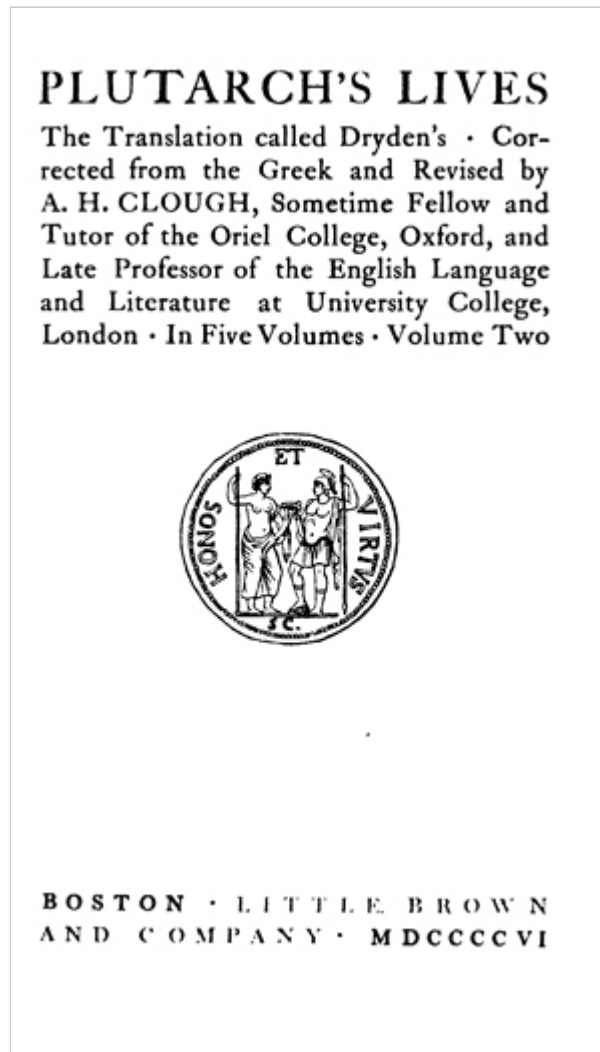 PLUTARCH'S LIVES
The Translation called Dryden's · Cor-
rected from the Greek and Revised by
A. H. CLOUGH, Sometime Fellow and
Tutor of the Oriel College, Oxford, and
Late Professor of the English Language
and Literature at University College,
London · In Five Volumes · Volume Two
HONOS
ET
VIRTVS
S C.
BOSTON · LITTLE BROWN
AND COMPANY · MDCCCCVI